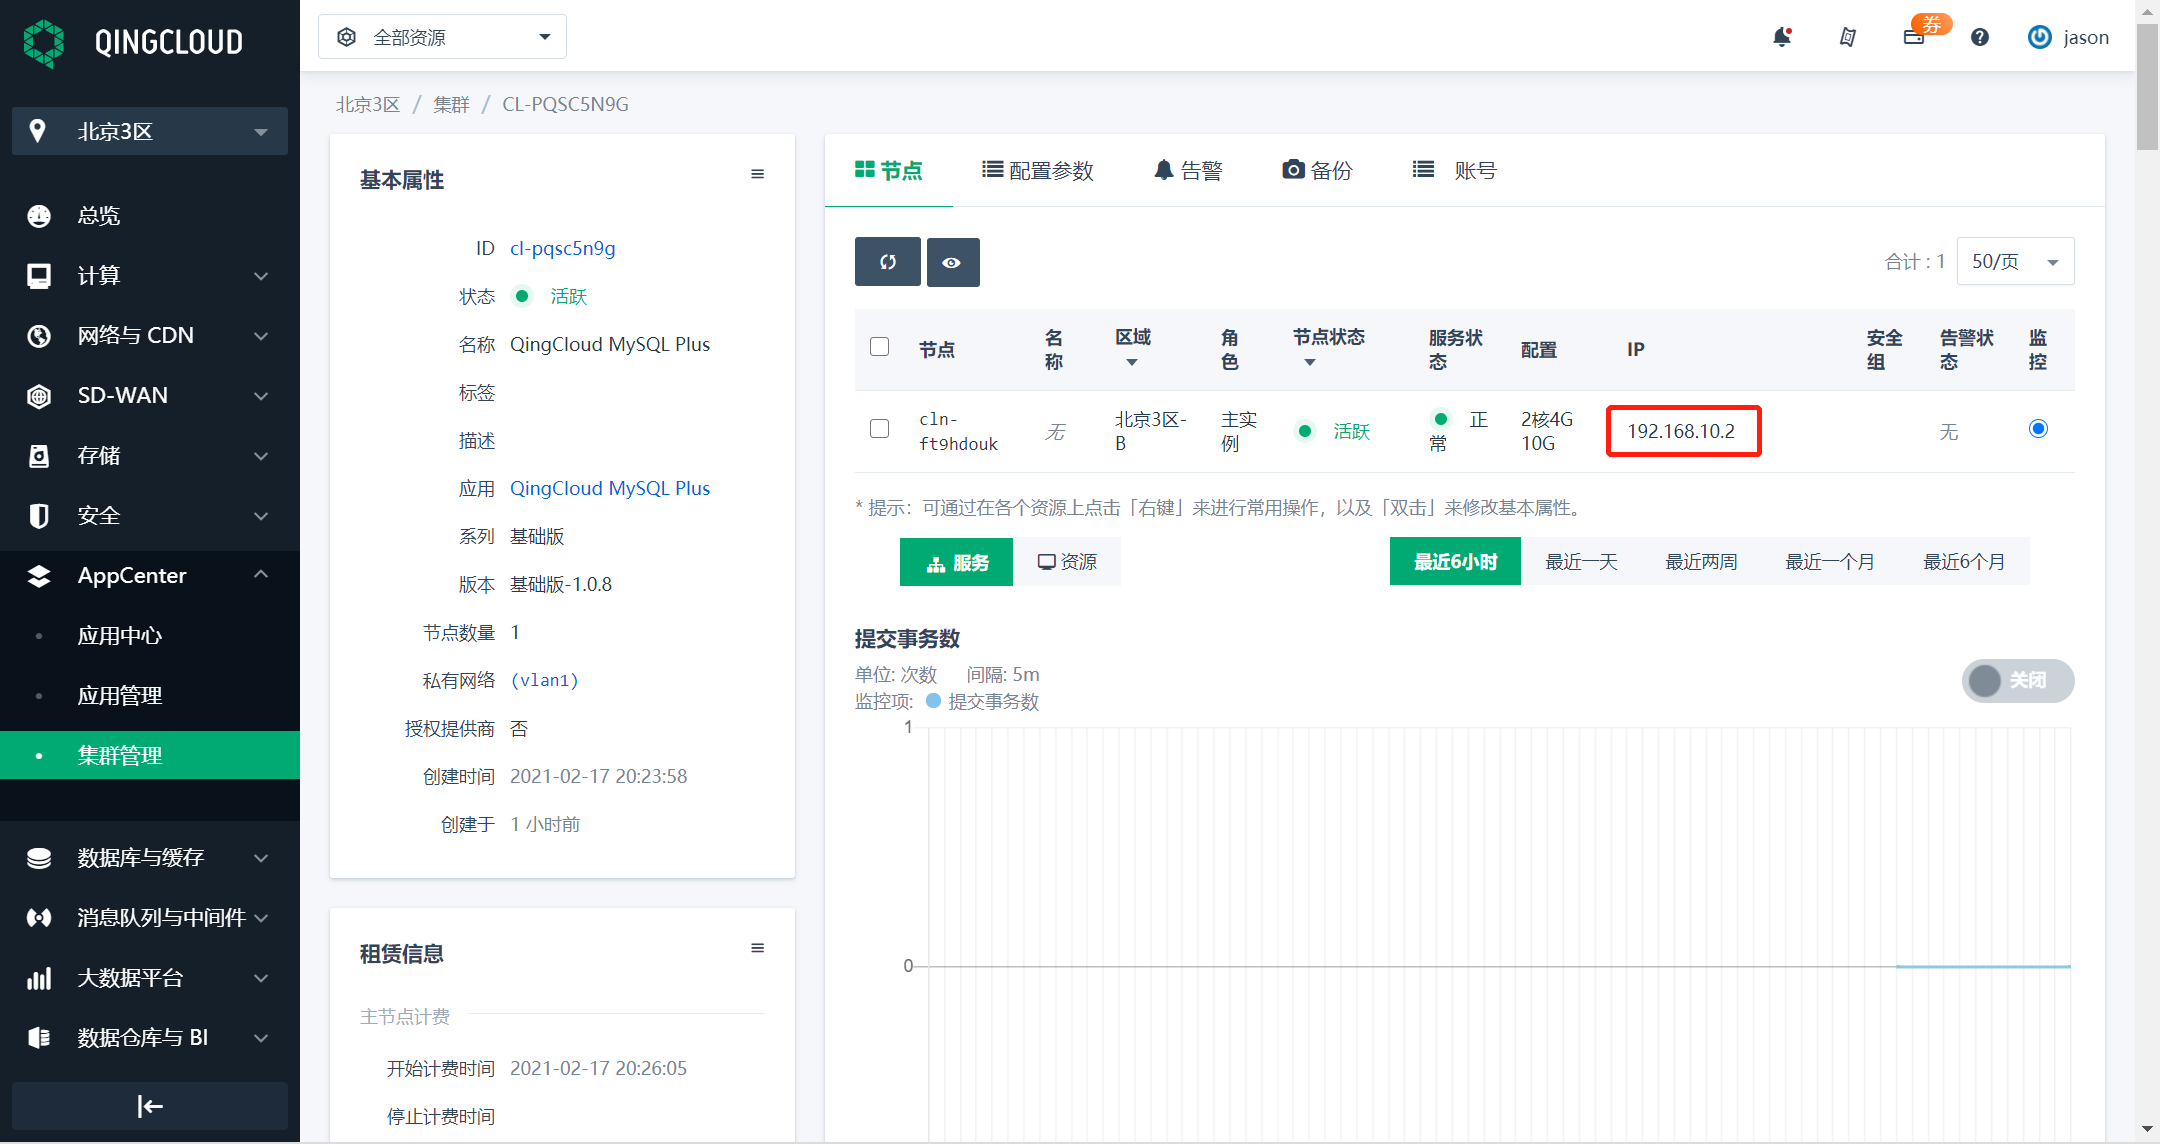 QINGCLOUD
全部资源
券
jason
北京3区
总览
计算
网络与 CDN
SD-WAN
存储
安全
AppCenter
应用中心
应用管理
集群管理
数据库与缓存
消息队列与中间件
大数据平台
数据仓库与 BI
北京3区 / 集群 / CL-PQSC5N9G
基本属性
ID cl-pqsc5n9g
状态 活跃
名称 QingCloud MySQL Plus
标签
描述
应用 QingCloud MySQL Plus
系列 基础版
版本 基础版-1.0.8
节点数量 1
私有网络 (vlan1)
授权提供商 否
创建时间 2021-02-17 20:23:58
创建于 1 小时前
租赁信息
主节点计费
开始计费时间 2021-02-17 20:26:05
停止计费时间
节点 配置参数 告警 备份 账号
合计 : 1 50/页
节点 名称 区域 角色 节点状态 服务状态 配置 IP 安全组 告警状态 监控
cln-ft9hdouk 无 北京3区-B 主实例 活跃 正常 2核4G 10G 192.168.10.2 无
* 提示：可通过在各个资源上点击「右键」来进行常用操作，以及「双击」来修改基本属性。
服务 资源 最近6小时 最近一天 最近两周 最近一个月 最近6个月
提交事务数
单位: 次数 间隔: 5m
监控项: 提交事务数
关闭
1
0